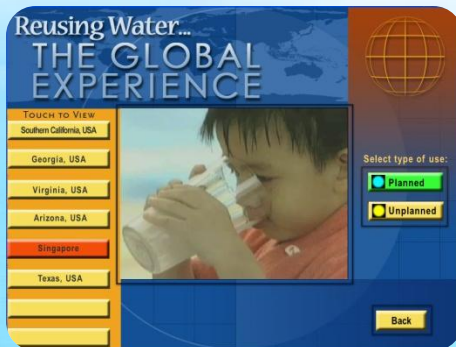 Reusing Water...
THE GLOBAL
EXPERIENCE
TOUCH TO VIEW
Southern California, USA
Georgia, USA
Virginia, USA
Arizona, USA
Singapore
Texas, USA
Select type of use:
Planned
Unplanned
Back